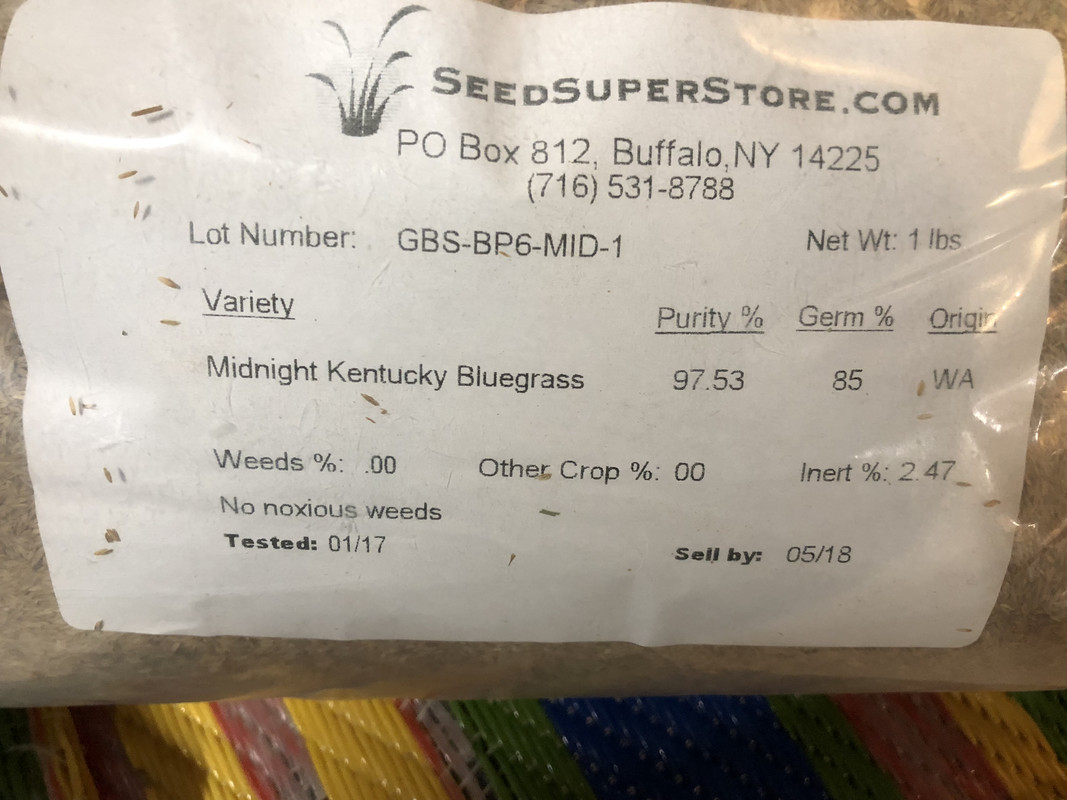 SEEDSUPERSTORE.COM
PO Box 812, Buffalo,NY 14225
(716) 531-8788
Lot Number: GBS-BP6-MID-1 Net Wt: 1 lbs
Variety Purity % Germ % Origin
Midnight Kentucky Bluegrass 97.53 85 WA
Weeds %: .00 Other Crop %: 00 Inert %: 2.47
No noxious weeds
Tested: 01/17 Sell by: 05/18